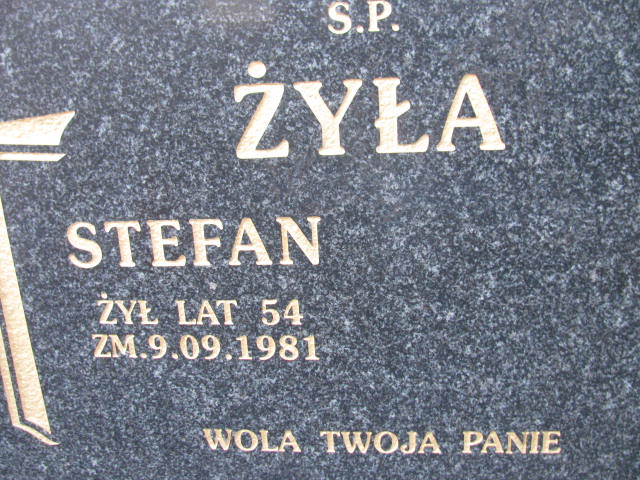 S.P.
ŻYŁA
STEFAN
ŻYŁ LAT 54
ZM.9.09.1981
WOLA TWOJA PANIE